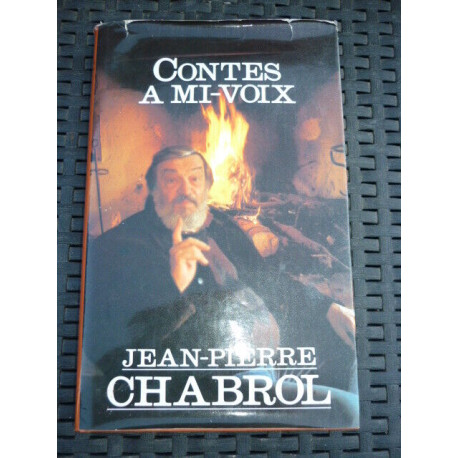 CONTES
A MI-VOIX
JEAN-PIERRE
CHABROL